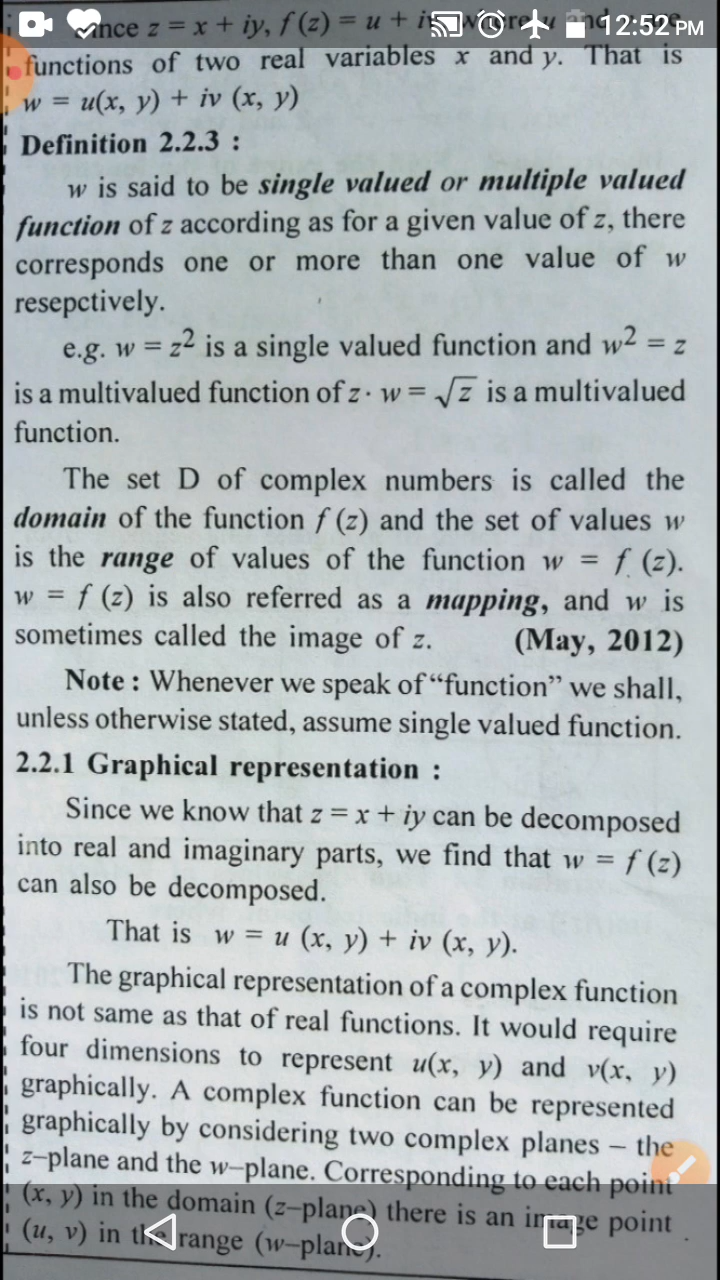 12:52 PM
Since z = x + iy, f (z) = u + iv where u and
functions of two real variables x and y. That is
w = u(x, y) + iv (x, y)
Definition 2.2.3 :
w is said to be single valued or multiple valued
function of z according as for a given value of z, there
corresponds one or more than one value of w
resepctively.
e.g. w = z² is a single valued function and w² = z
is a multivalued function of z · w = √z is a multivalued
function.
The set D of complex numbers is called the
domain of the function f (z) and the set of values w
is the range of values of the function w = f (z).
w = f (z) is also referred as a mapping, and w is
sometimes called the image of z. (May, 2012)
Note : Whenever we speak of “function” we shall,
unless otherwise stated, assume single valued function.
2.2.1 Graphical representation :
Since we know that z = x + iy can be decomposed
into real and imaginary parts, we find that w = f (z)
can also be decomposed.
That is w = u (x, y) + iv (x, y).
The graphical representation of a complex function
is not same as that of real functions. It would require
four dimensions to represent u(x, y) and v(x, y)
graphically. A complex function can be represented
graphically by considering two complex planes – the
z–plane and the w–plane. Corresponding to each point
(x, y) in the domain (z–plane) there is an image point
(u, v) in the range (w–plane).